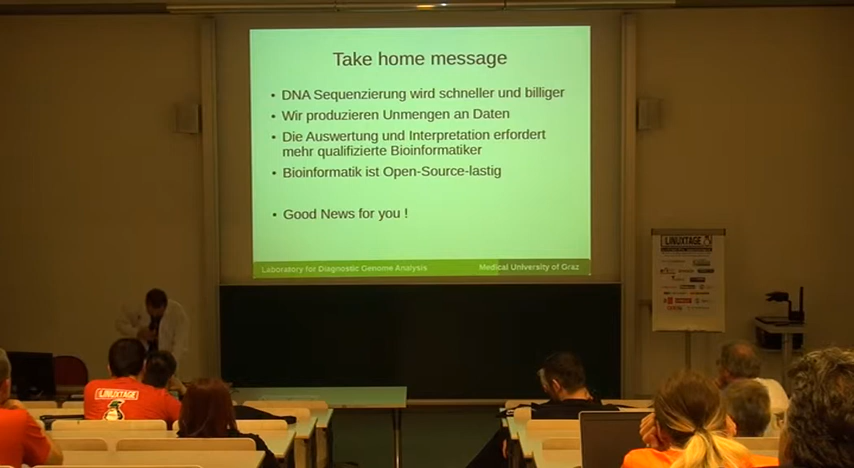 Take home message
• DNA Sequenzierung wird schneller und billiger
• Wir produzieren Unmengen an Daten
• Die Auswertung und Interpretation erfordert
mehr qualifizierte Bioinformatiker
• Bioinformatik ist Open-Source-lastig
• Good News for you !
Laboratory for Diagnostic Genome Analysis
Medical University of Graz
LINUXTAGE
LINUXTAGE